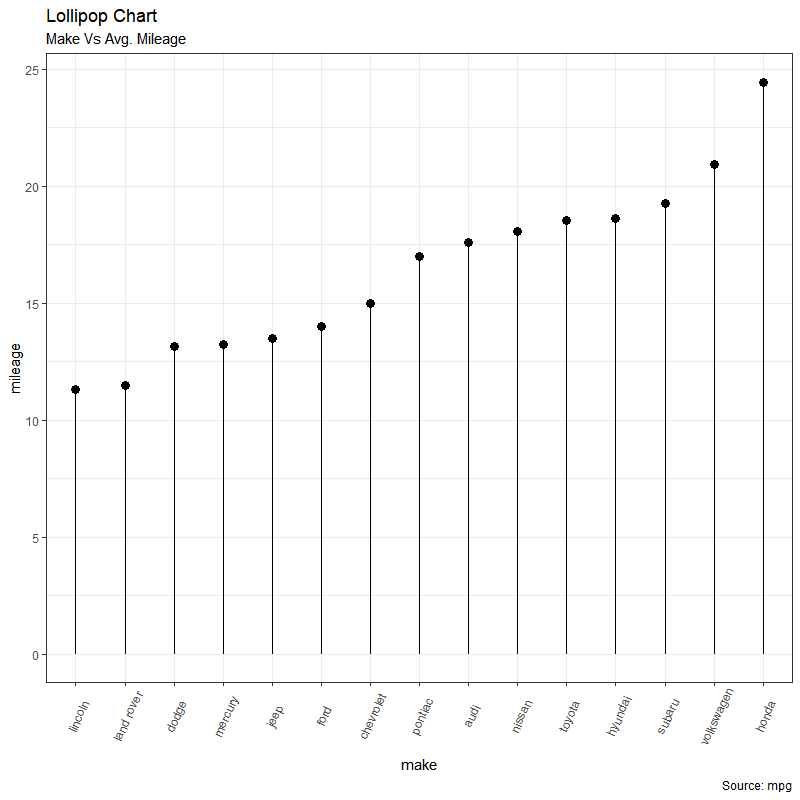 Lollipop Chart
Make Vs Avg. Mileage
25
20
15
10
5
0
mileage
lincoln
land rover
dodge
mercury
jeep
ford
chevrolet
pontiac
audi
nissan
toyota
hyundai
subaru
volkswagen
honda
make
Source: mpg